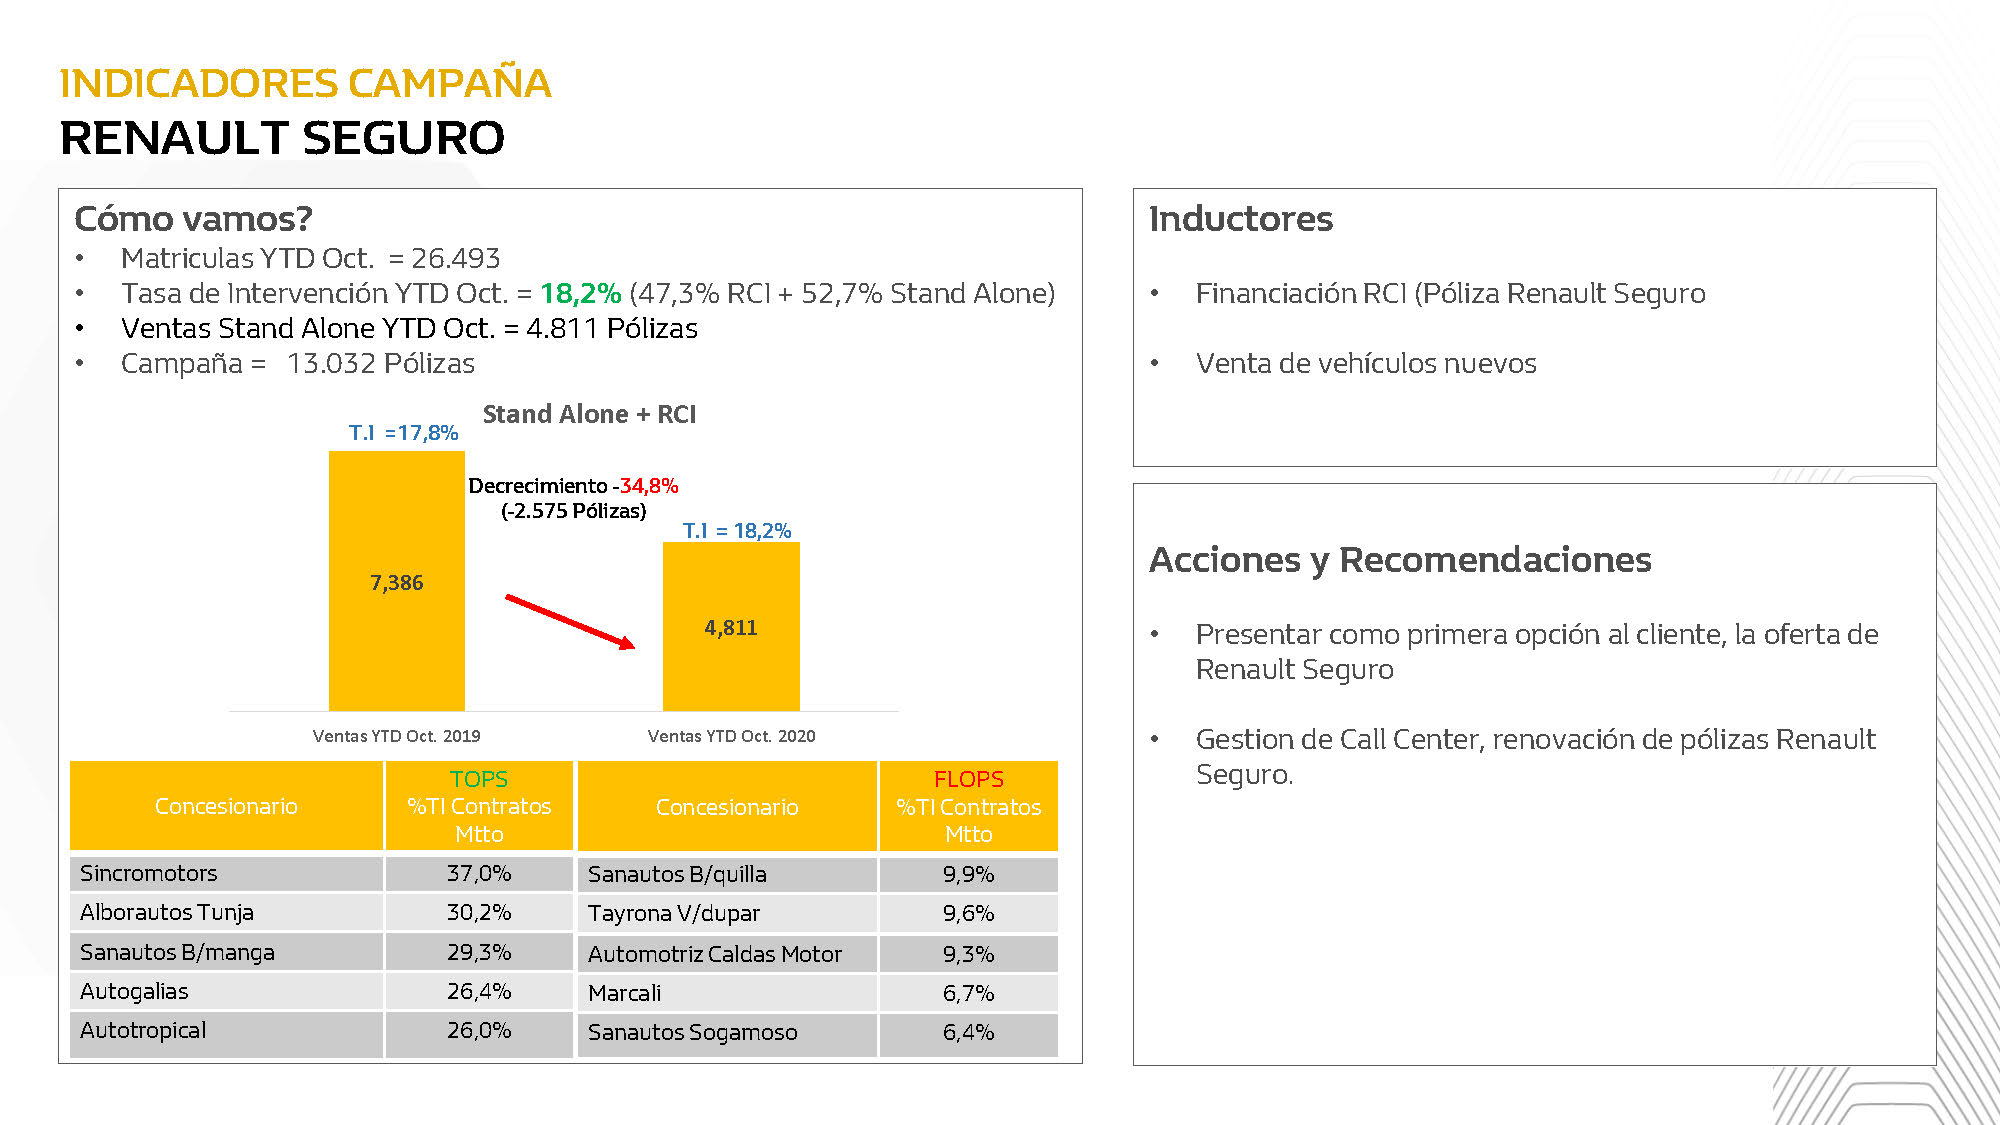 INDICADORES CAMPAÑA
RENAULT SEGURO
Cómo vamos?
• Matriculas YTD Oct. = 26.493
• Tasa de Intervención YTD Oct. = 18,2% (47,3% RCI + 52,7% Stand Alone)
• Ventas Stand Alone YTD Oct. = 4.811 Pólizas
• Campaña = 13.032 Pólizas
Stand Alone + RCI
T.I =17,8%
Decrecimiento -34,8%
(-2.575 Pólizas)
T.I = 18,2%
7,386
4,811
Ventas YTD Oct. 2019 Ventas YTD Oct. 2020
TOPS FLOPS
Concesionario %TI Contratos Concesionario %TI Contratos
Mtto Mtto
Sincromotors 37,0% Sanautos B/quilla 9,9%
Alborautos Tunja 30,2% Tayrona V/dupar 9,6%
Sanautos B/manga 29,3% Automotriz Caldas Motor 9,3%
Autogalias 26,4% Marcali 6,7%
Autotropical 26,0% Sanautos Sogamoso 6,4%
Inductores
• Financiación RCI (Póliza Renault Seguro
• Venta de vehículos nuevos
Acciones y Recomendaciones
• Presentar como primera opción al cliente, la oferta de
Renault Seguro
• Gestion de Call Center, renovación de pólizas Renault
Seguro.